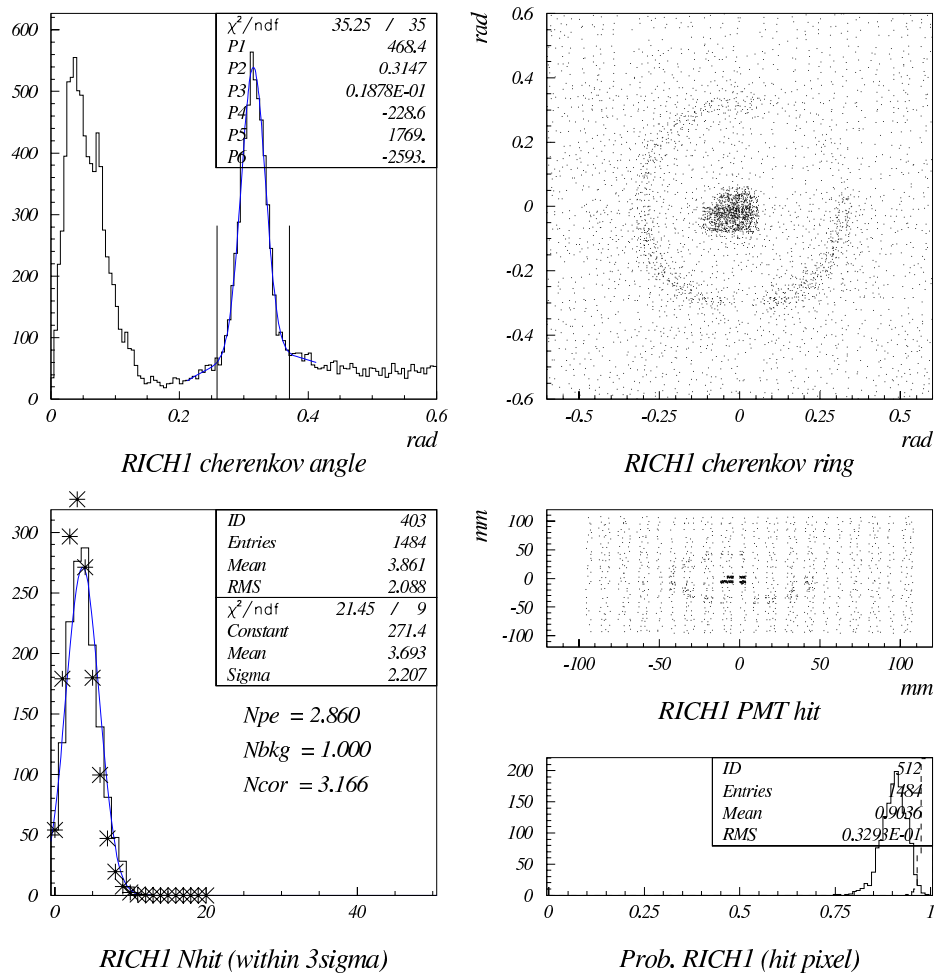 χ²/ndf 35.25 / 35
P1 468.4
P2 0.3147
P3 0.1878E-01
P4 -228.6
P5 1769.
P6 -2593.
600
500
400
300
200
100
0
0 0.2 0.4 0.6
rad
RICH1 cherenkov angle
rad
0.6
0.4
0.2
0
-0.2
-0.4
-0.6
-0.5 -0.25 0 0.25 0.5
rad
RICH1 cherenkov ring
ID 403
Entries 1484
Mean 3.861
RMS 2.088
χ²/ndf 21.45 / 9
Constant 271.4
Mean 3.693
Sigma 2.207
Npe = 2.860
Nbkg = 1.000
Ncor = 3.166
300
250
200
150
100
50
0
0 20 40
RICH1 Nhit (within 3sigma)
mm
100
50
0
-50
-100
-100 -50 0 50 100
mm
RICH1 PMT hit
ID 512
Entries 1484
Mean 0.9036
RMS 0.3293E-01
200
150
100
50
0
0 0.25 0.5 0.75 1
Prob. RICH1 (hit pixel)